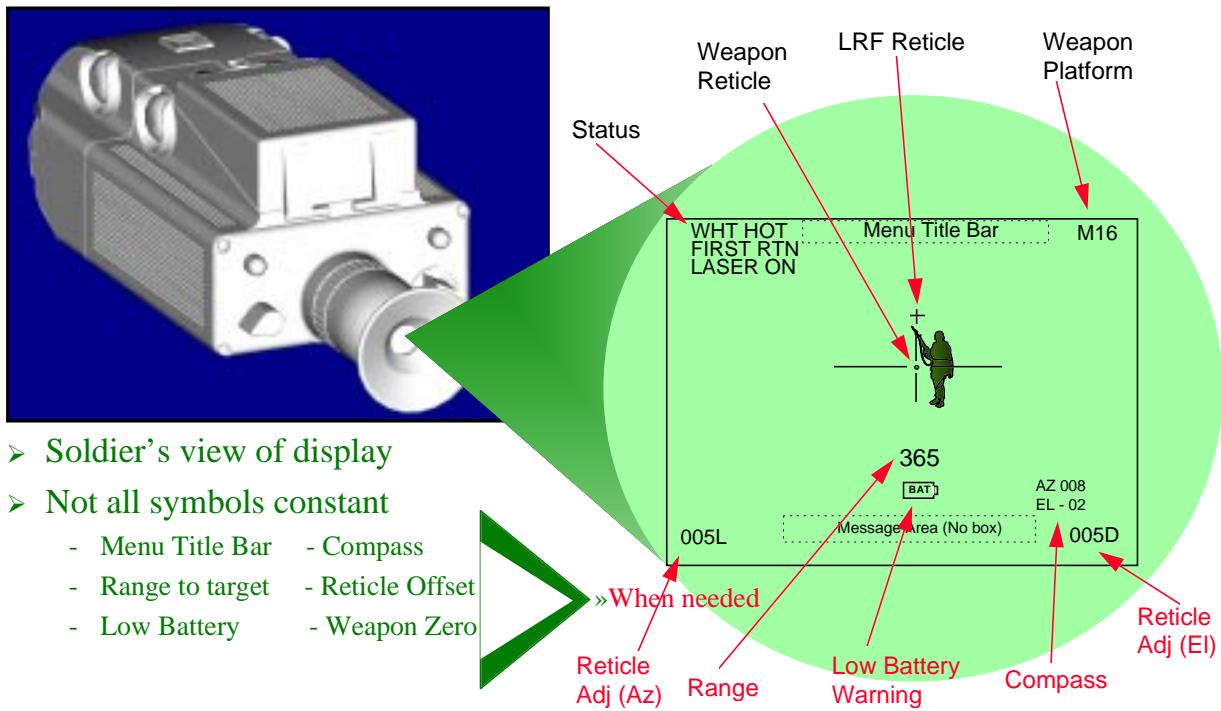 Weapon
Reticle
LRF Reticle
Weapon
Platform
Status
WHT HOT
FIRST RTN
LASER ON
Menu Title Bar
M16
365
BAT
AZ 008
EL - 02
Message Area (No box)
005L
005D
➢ Soldier’s view of display
➢ Not all symbols constant
- Menu Title Bar - Compass
- Range to target - Reticle Offset
- Low Battery - Weapon Zero
»When needed
Reticle
Adj (Az)
Range
Low Battery
Warning
Compass
Reticle
Adj (El)